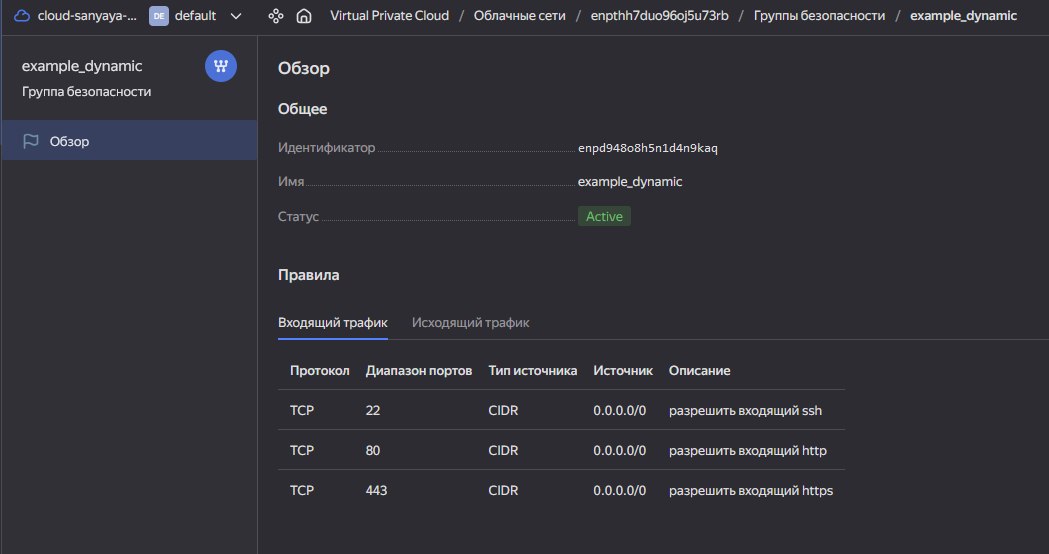 cloud-sanyaya-... DE default Virtual Private Cloud / Облачные сети / enpthh7duo96oj5u73rb / Группы безопасности / example_dynamic
example_dynamic
Группа безопасности
Обзор
Обзор
Общее
Идентификатор enpd948o8h5n1d4n9kaq
Имя example_dynamic
Статус Active
Правила
Входящий трафик Исходящий трафик
Протокол Диапазон портов Тип источника Источник Описание
TCP 22 CIDR 0.0.0.0/0 разрешить входящий ssh
TCP 80 CIDR 0.0.0.0/0 разрешить входящий http
TCP 443 CIDR 0.0.0.0/0 разрешить входящий https